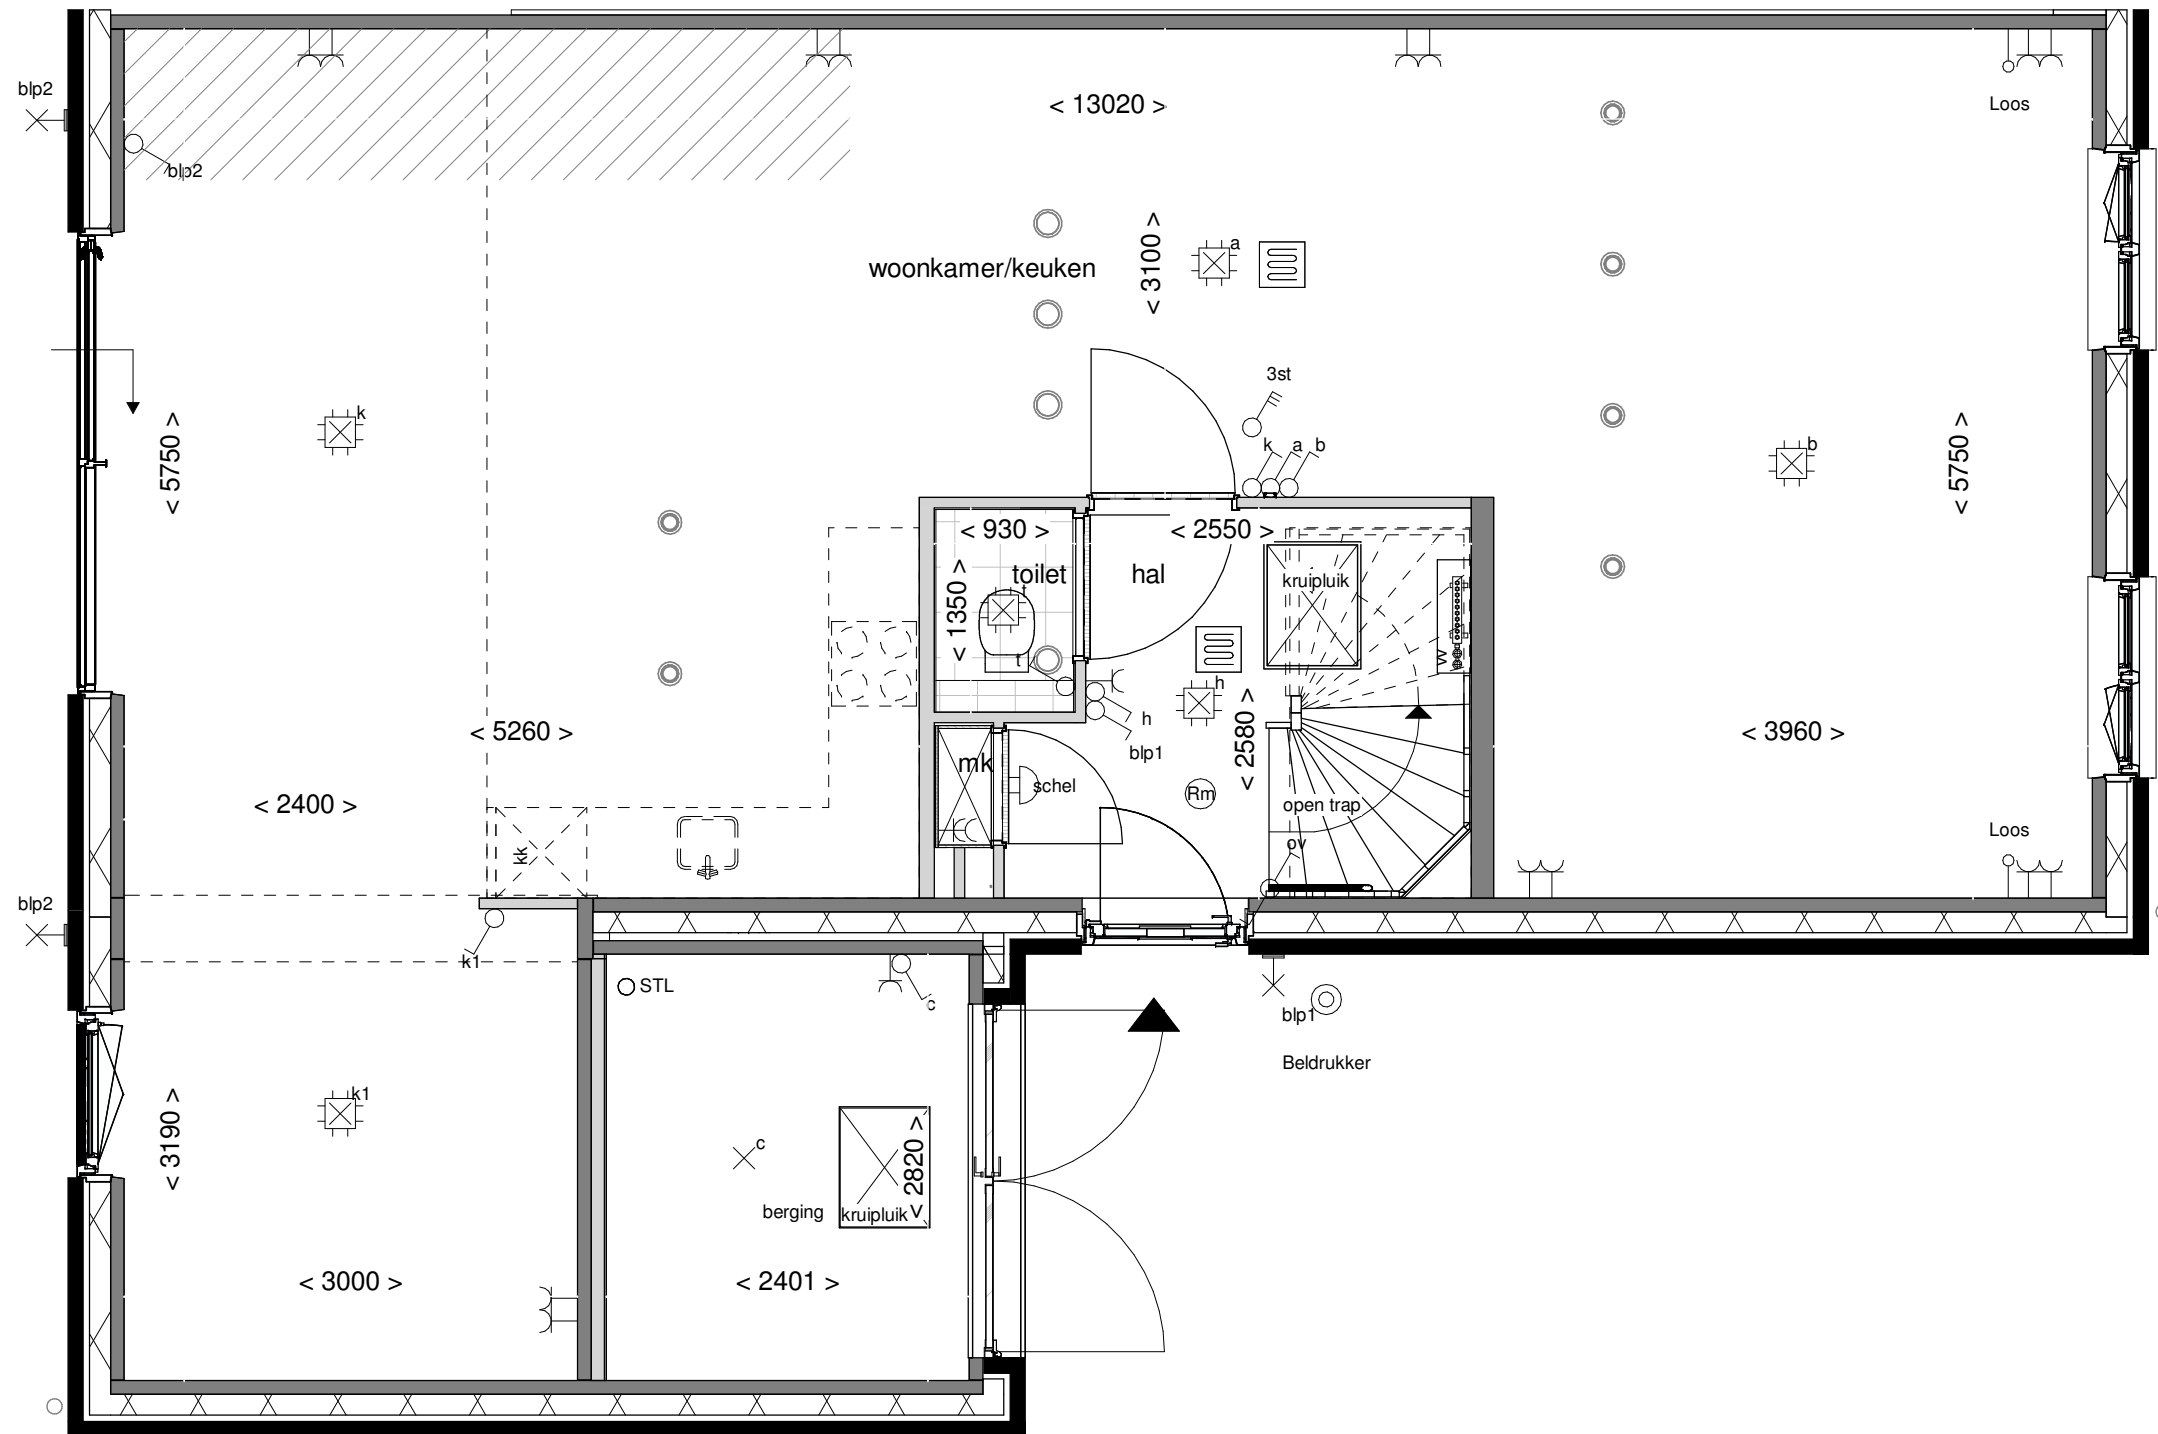 blp2
blp2
< 13020 >
Loos
woonkamer/keuken
< 3100 >
a
3st
k
k a b
b
< 5750 >
< 5750 >
< 930 >
< 2550 >
toilet
hal
kruipluik
< 1350 >
t
t
W
h
h
blp1
< 2580 >
< 5260 >
< 3960 >
mk
schel
Rm
open trap
< 2400 >
kk
ov
Loos
blp2
k1
STL
c
blp1
Beldrukker
k1
< 3190 >
c
< 2820 >
berging
kruipluik
< 3000 >
< 2401 >